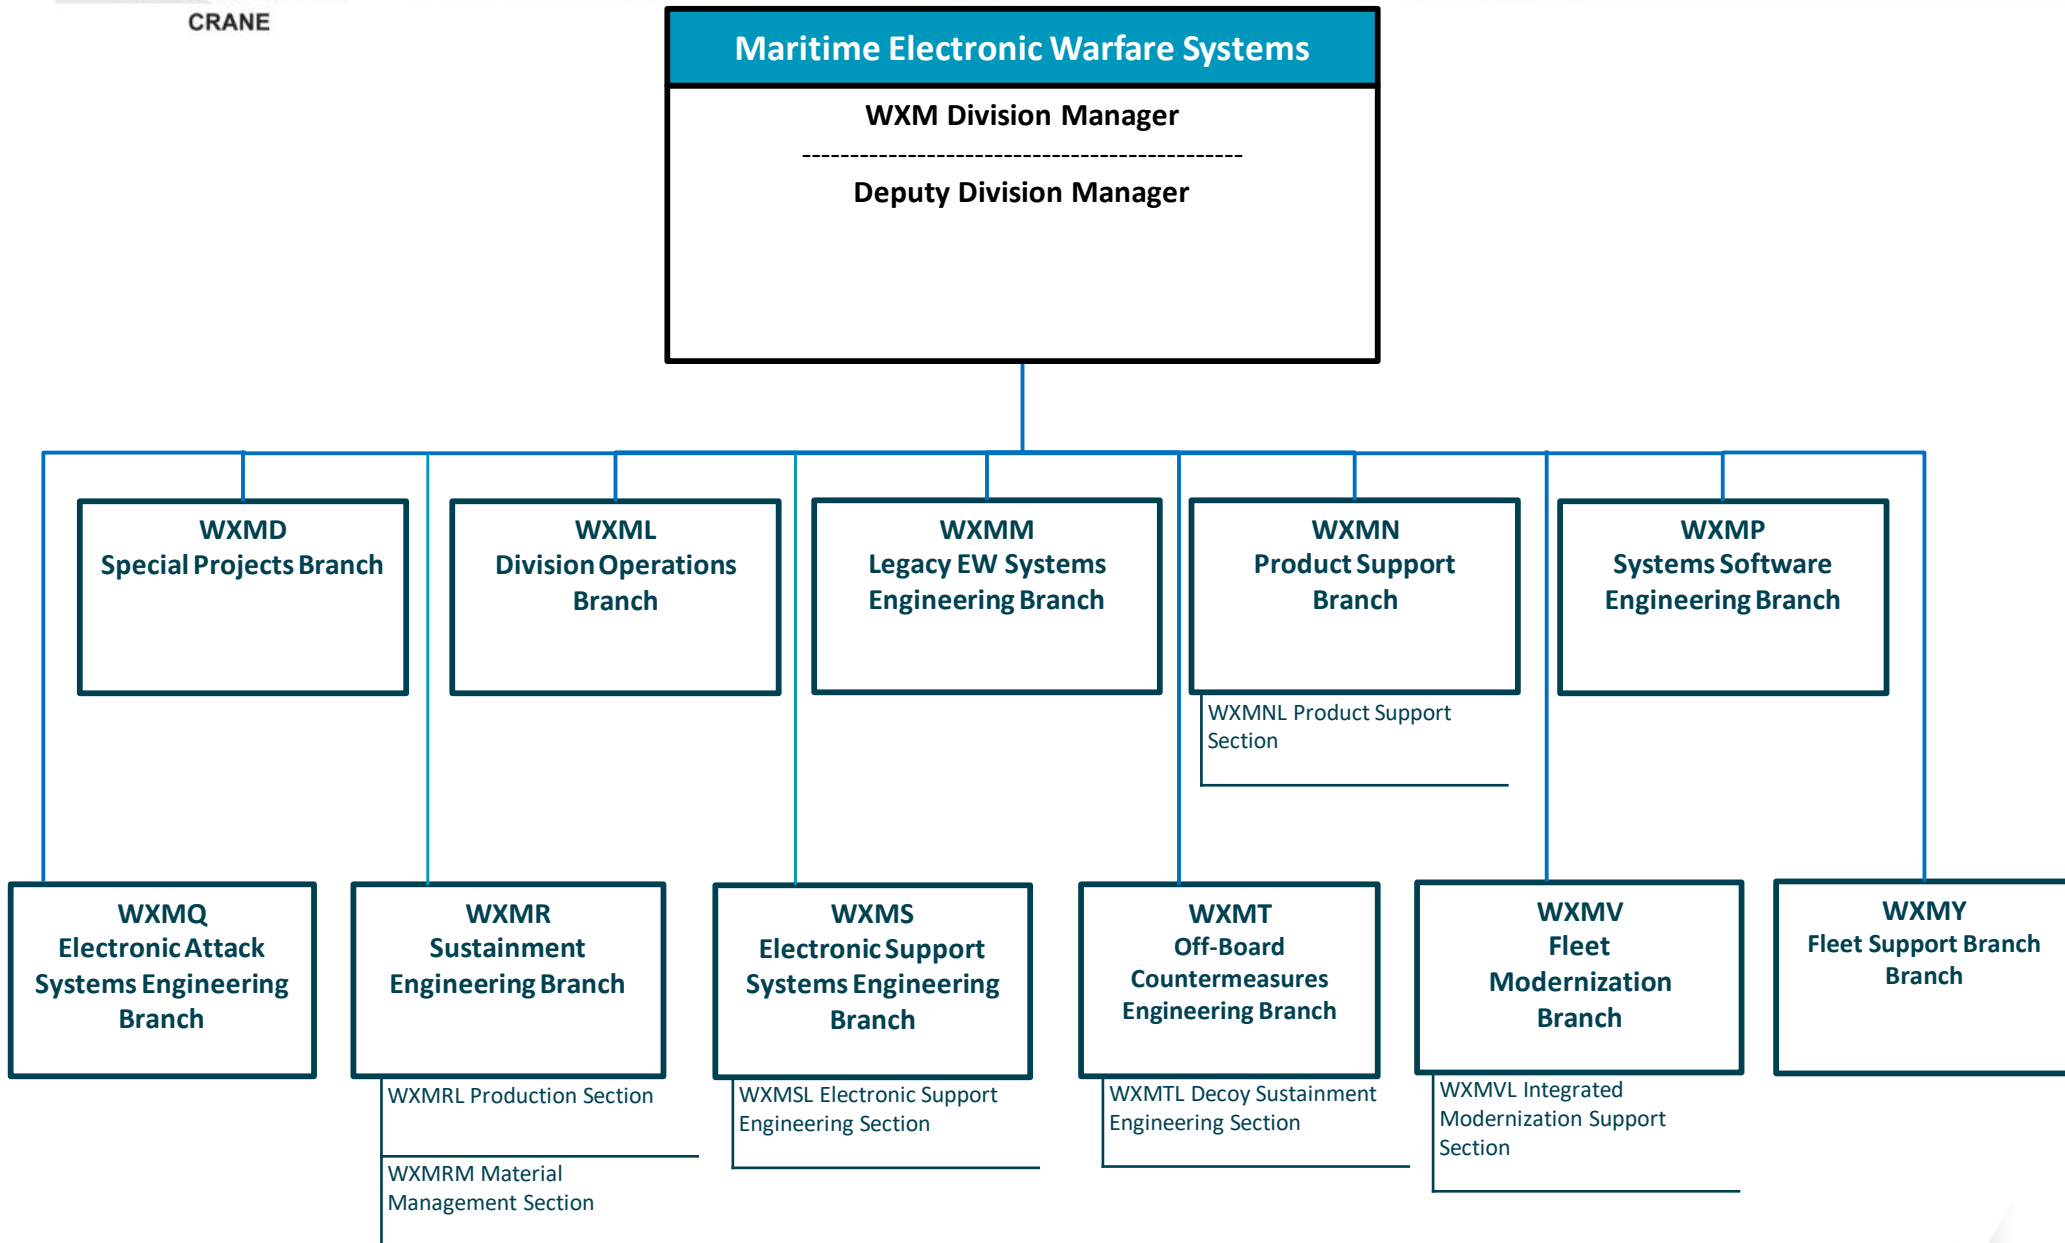 CRANE
Maritime Electronic Warfare Systems
WXM Division Manager
----------------------------------------------
Deputy Division Manager
WXMD
Special Projects Branch
WXML
Division Operations
Branch
WXMM
Legacy EW Systems
Engineering Branch
WXMN
Product Support
Branch
WXMP
Systems Software
Engineering Branch
WXMNL Product Support
Section
WXMQ
Electronic Attack
Systems Engineering
Branch
WXMR
Sustainment
Engineering Branch
WXMS
Electronic Support
Systems Engineering
Branch
WXMT
Off-Board
Countermeasures
Engineering Branch
WXMV
Fleet
Modernization
Branch
WXMY
Fleet Support Branch
Branch
WXMRL Production Section
WXMRM Material
Management Section
WXMSL Electronic Support
Engineering Section
WXMTL Decoy Sustainment
Engineering Section
WXMVL Integrated
Modernization Support
Section